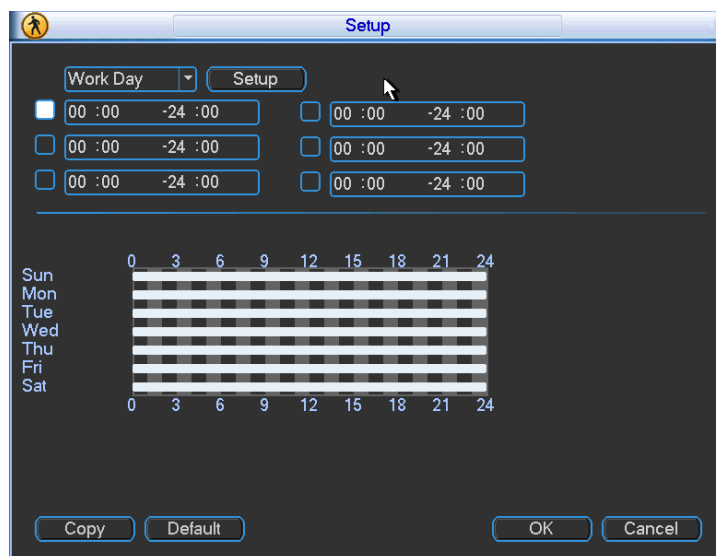 Setup
Work Day Setup
00 :00 -24 :00 00 :00 -24 :00
00 :00 -24 :00 00 :00 -24 :00
00 :00 -24 :00 00 :00 -24 :00
0 3 6 9 12 15 18 21 24
Sun
Mon
Tue
Wed
Thu
Fri
Sat
0 3 6 9 12 15 18 21 24
Copy Default OK Cancel